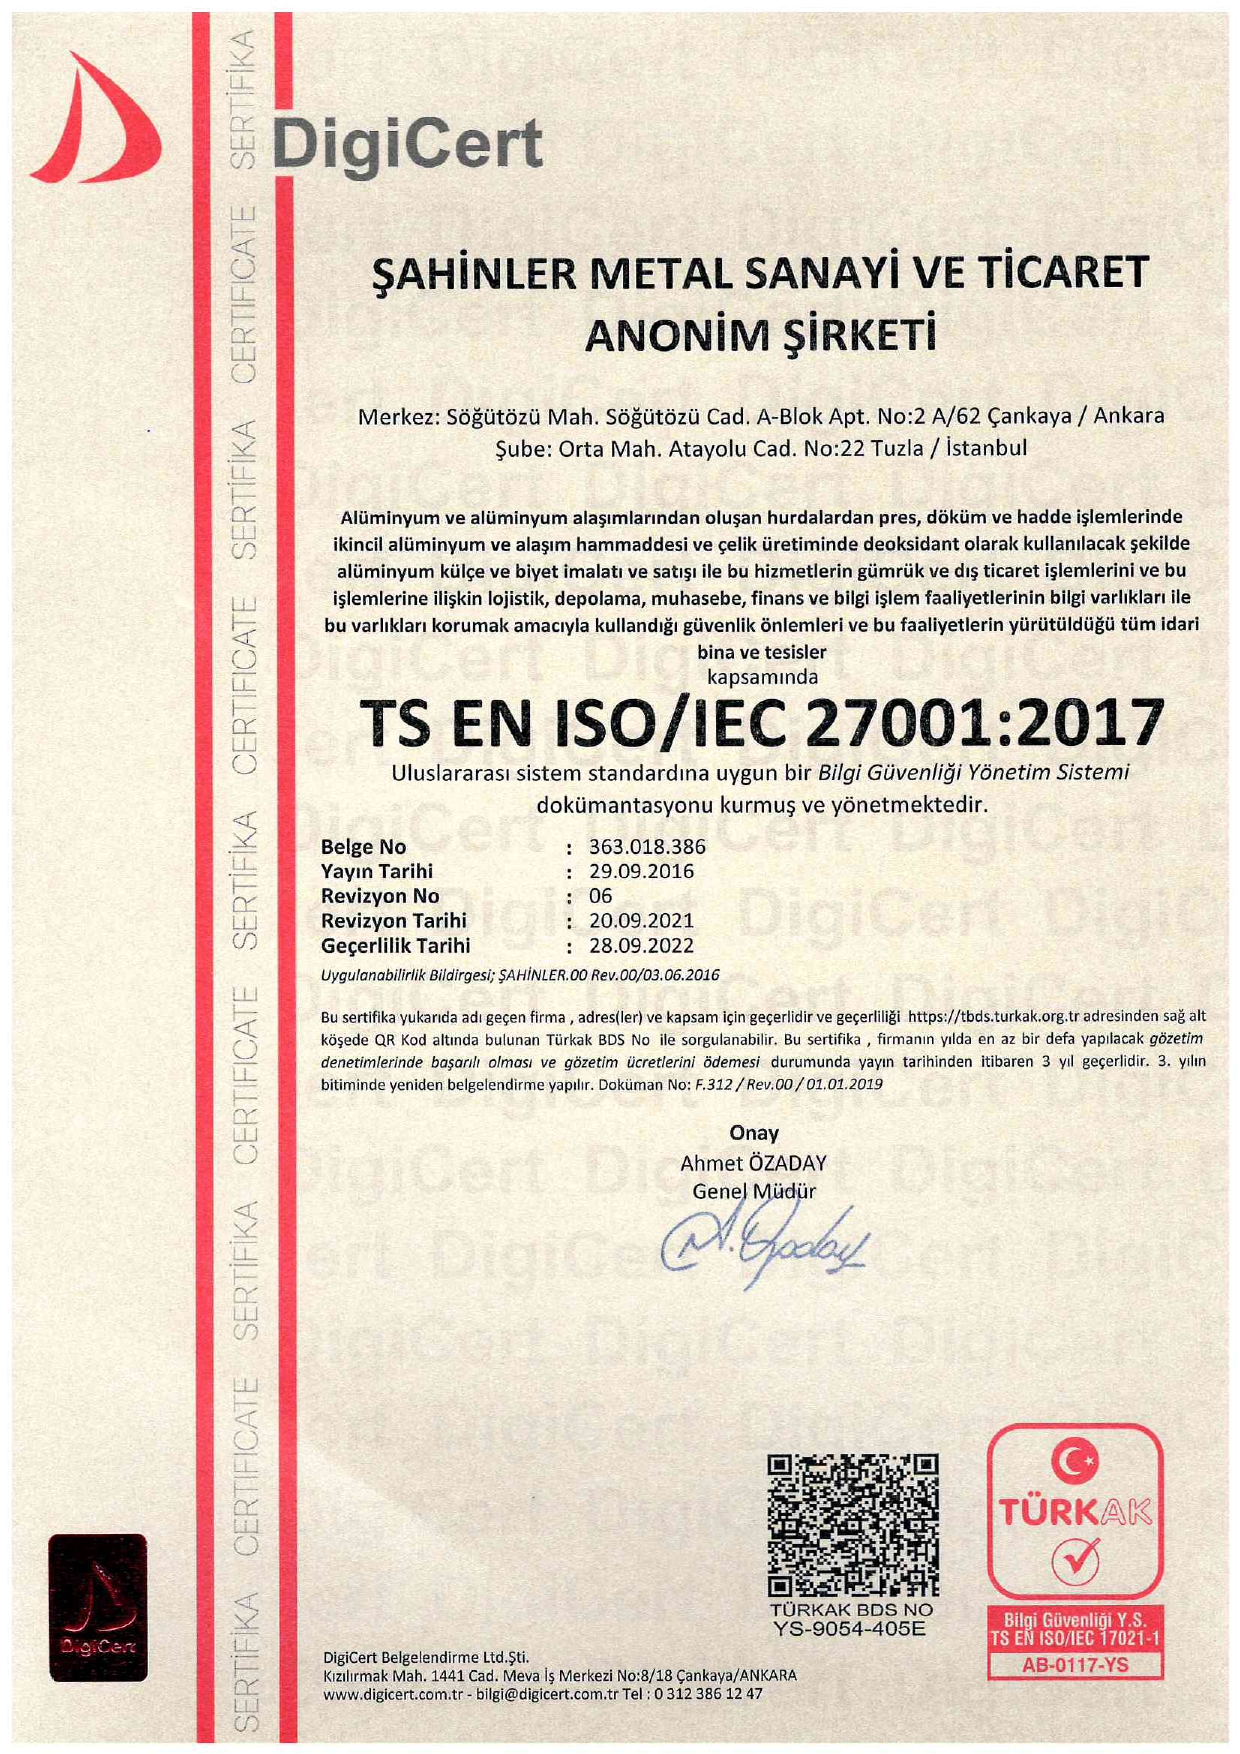 SERTİFİKA CERTIFICATE SERTİFİKA CERTIFICATE SERTİFİKA CERTIFICATE SERTİFİKA CERTIFICATE SERTİFİKA
DigiCert
ŞAHİNLER METAL SANAYİ VE TİCARET
ANONİM ŞİRKETİ
Merkez: Söğütözü Mah. Söğütözü Cad. A-Blok Apt. No:2 A/62 Çankaya / Ankara
Şube: Orta Mah. Atayolu Cad. No:22 Tuzla / İstanbul
Alüminyum ve alüminyum alaşımlarından oluşan hurdalardan pres, döküm ve hadde işlemlerinde
ikincil alüminyum ve alaşım hammaddesi ve çelik üretiminde deoksidant olarak kullanılacak şekilde
alüminyum külçe ve biyet imalatı ve satışı ile bu hizmetlerin gümrük ve dış ticaret işlemlerini ve bu
işlemlerine ilişkin lojistik, depolama, muhasebe, finans ve bilgi işlem faaliyetlerinin bilgi varlıkları ile
bu varlıkları korumak amacıyla kullandığı güvenlik önlemleri ve bu faaliyetlerin yürütüldüğü tüm idari
bina ve tesisler
kapsamında
TS EN ISO/IEC 27001:2017
Uluslararası sistem standardına uygun bir Bilgi Güvenliği Yönetim Sistemi
dokümantasyonu kurmuş ve yönetmektedir.
Belge No : 363.018.386
Yayın Tarihi : 29.09.2016
Revizyon No : 06
Revizyon Tarihi : 20.09.2021
Geçerlilik Tarihi : 28.09.2022
Uygulanabilirlik Bildirgesi; ŞAHİNLER.00 Rev.00/03.06.2016
Bu sertifika yukarıda adı geçen firma , adres(ler) ve kapsam için geçerlidir ve geçerliliği https://tbds.turkak.org.tr adresinden sağ alt
köşede QR Kod altında bulunan Türkak BDS No ile sorgulanabilir. Bu sertifika , firmanın yılda en az bir defa yapılacak gözetim
denetimlerinde başarılı olması ve gözetim ücretlerini ödemesi durumunda yayın tarihinden itibaren 3 yıl geçerlidir. 3. yılın
bitiminde yeniden belgelendirme yapılır. Doküman No: F.312 / Rev.00 / 01.01.2019
Onay
Ahmet ÖZADAY
Genel Müdür
A. Özaday
TÜRKAK
TÜRKAK BDS NO
YS-9054-405E
Bilgi Güvenliği Y.S.
TS EN ISO/IEC 17021-1
AB-0117-YS
DigiCert
DigiCert Belgelendirme Ltd.Şti.
Kızılırmak Mah. 1441 Cad. Meva İş Merkezi No:8/18 Çankaya/ANKARA
www.digicert.com.tr - bilgi@digicert.com.tr Tel : 0 312 386 12 47